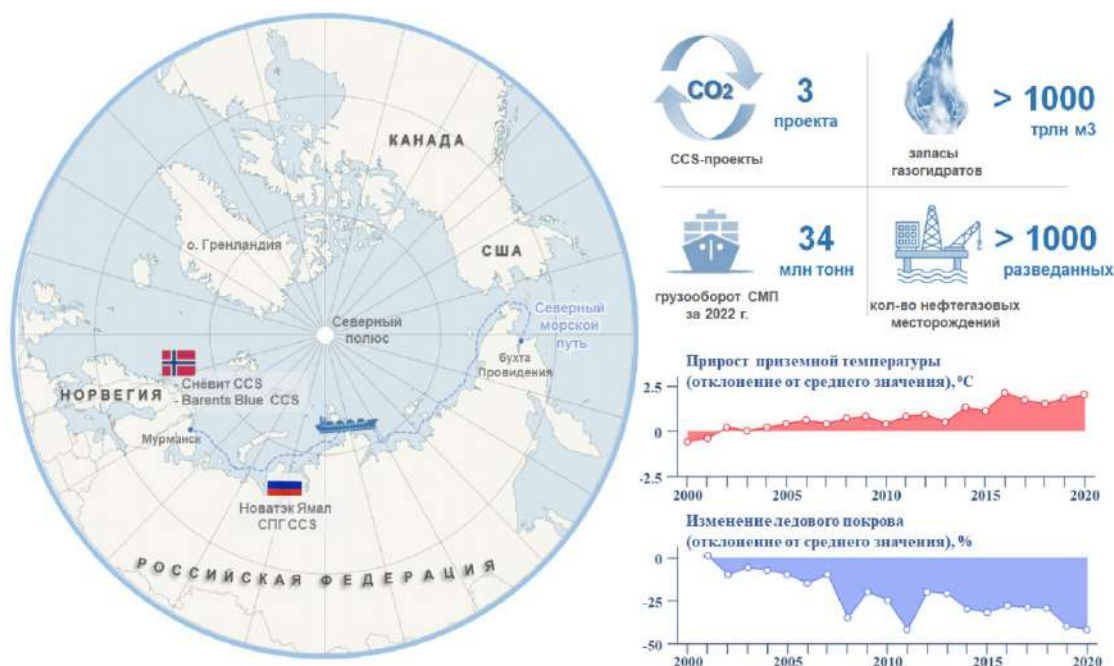 КАНАДА
США
о. Гренландия
Северный
полюс
Северный
морской
путь
бухта
Провидения
НОРВЕГИЯ
- Снёвит CCS
- Barents Blue CCS
Мурманск
Новатэк Ямал
СПГ CCS
РОССИЙСКАЯ ФЕДЕРАЦИЯ
CO2
3
проекта
CCS-проекты
> 1000
трлн м3
запасы
газогидратов
34
млн тонн
грузооборот СМП
за 2022 г.
> 1000
разведанных
кол-во нефтегазовых
месторождений
Прирост приземной температуры
(отклонение от среднего значения), ⁰C
2.5
0
-2.5
2000 2005 2010 2015 2020
Изменение ледового покрова
(отклонение от среднего значения), %
0
-25
-50
2000 2005 2010 2015 2020